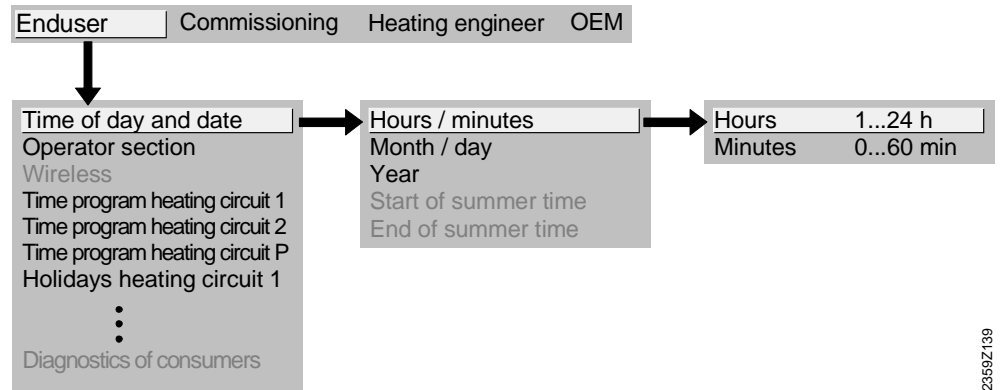 Enduser Commissioning Heating engineer OEM
Time of day and date
Operator section
Wireless
Time program heating circuit 1
Time program heating circuit 2
Time program heating circuit P
Holidays heating circuit 1
Diagnostics of consumers
Hours / minutes
Month / day
Year
Start of summer time
End of summer time
Hours 1...24 h
Minutes 0...60 min
2359Z139